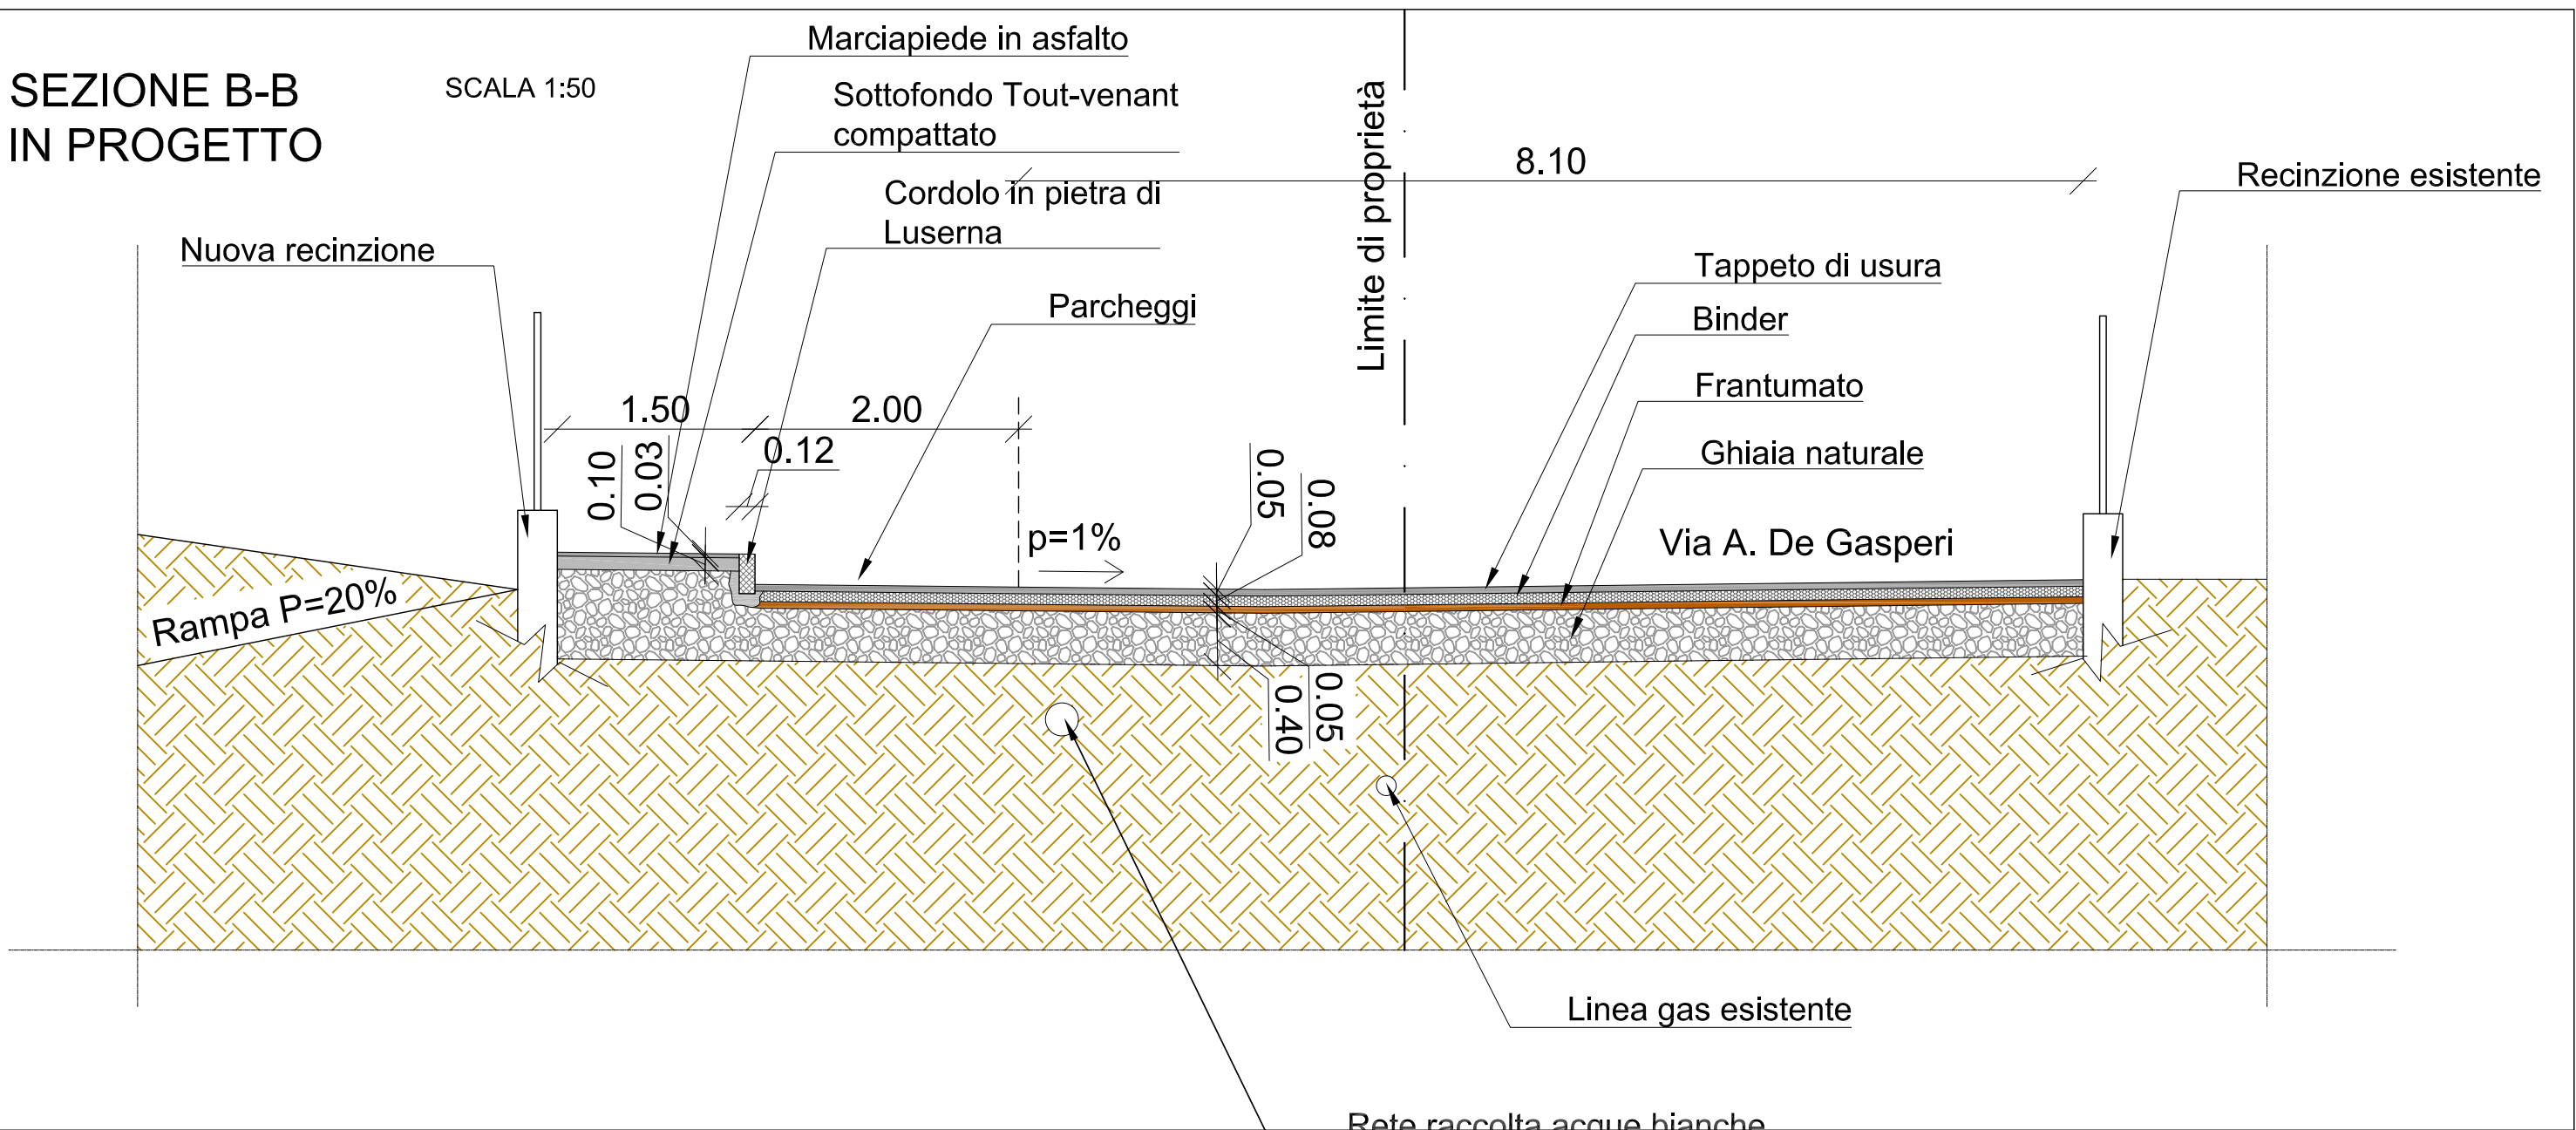 SEZIONE B-B
IN PROGETTO
SCALA 1:50
Marciapiede in asfalto
Sottofondo Tout-venant
compattato
Cordolo in pietra di
Luserna
Limite di proprietà
8.10
Recinzione esistente
Nuova recinzione
Parcheggi
Tappeto di usura
Binder
Frantumato
Ghiaia naturale
1.50
2.00
0.12
0.10
0.03
0.05
0.08
p=1%
Via A. De Gasperi
Rampa P=20%
0.05
0.40
Linea gas esistente
Rete raccolta acque bianche